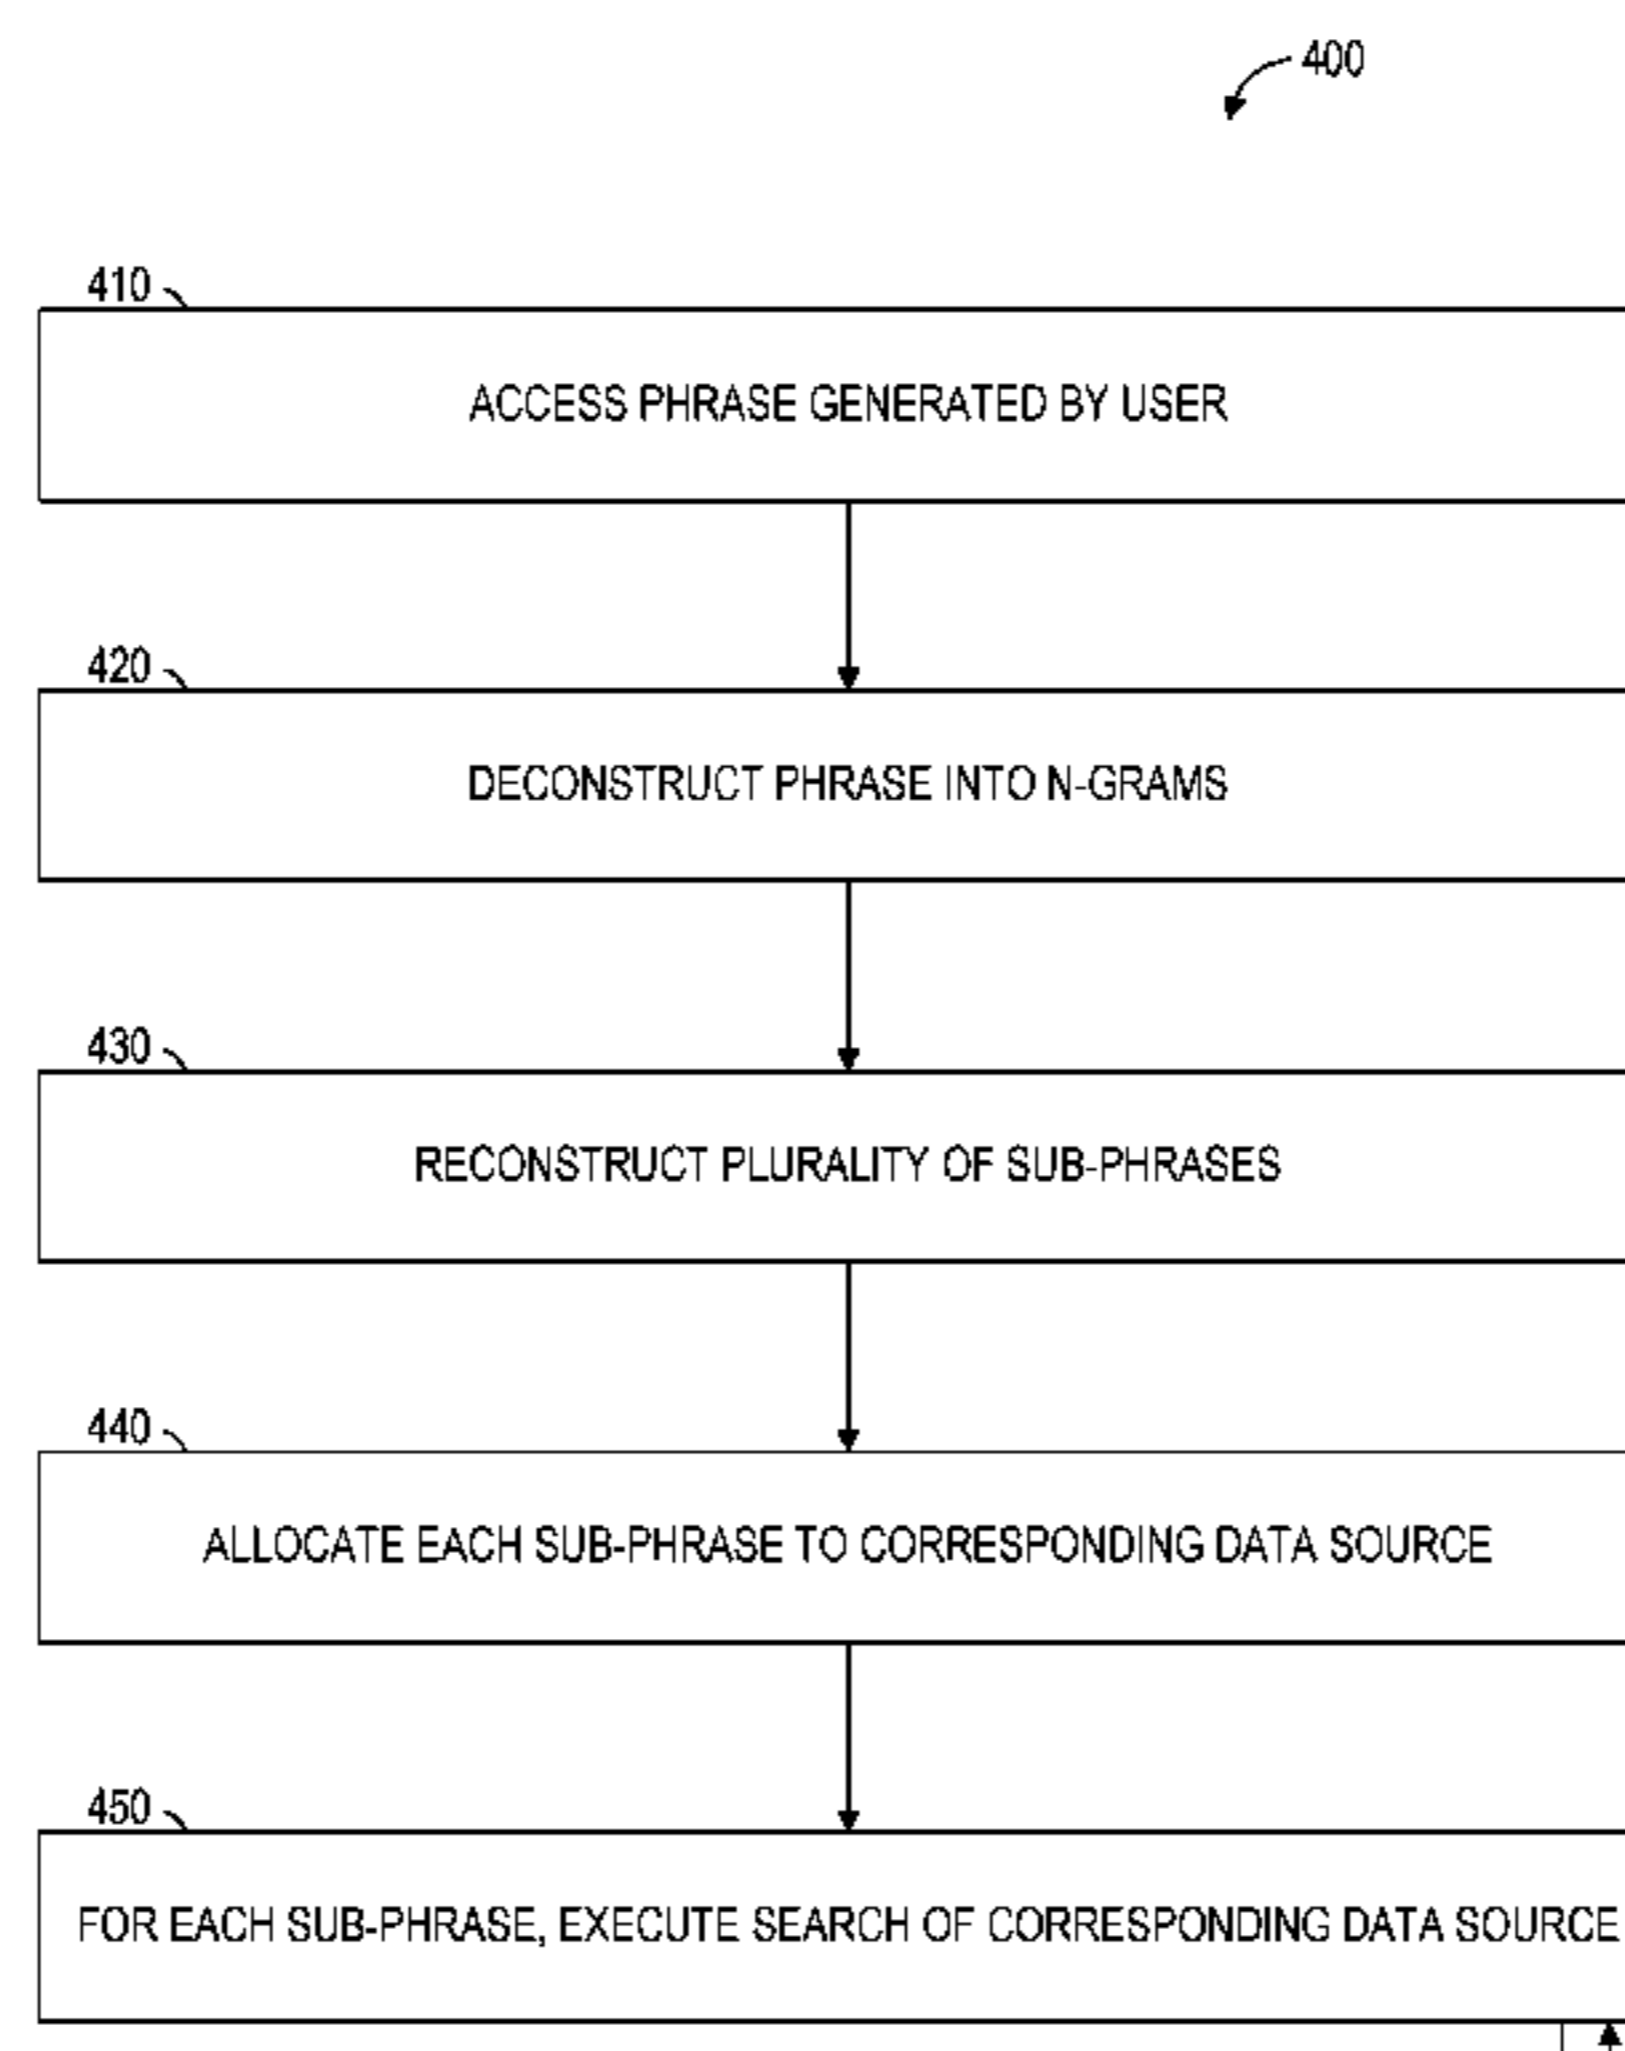 400
410
ACCESS PHRASE GENERATED BY USER
420
DECONSTRUCT PHRASE INTO N-GRAMS
430
RECONSTRUCT PLURALITY OF SUB-PHRASES
440
ALLOCATE EACH SUB-PHRASE TO CORRESPONDING DATA SOURCE
450
FOR EACH SUB-PHRASE, EXECUTE SEARCH OF CORRESPONDING DATA SOURCE